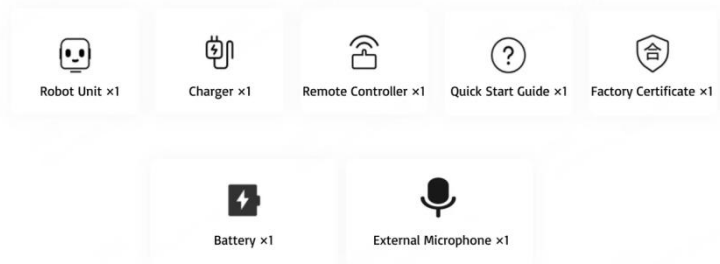 合
Robot Unit ×1
Charger ×1
Remote Controller ×1
Quick Start Guide ×1
Factory Certificate ×1
Battery ×1
External Microphone ×1